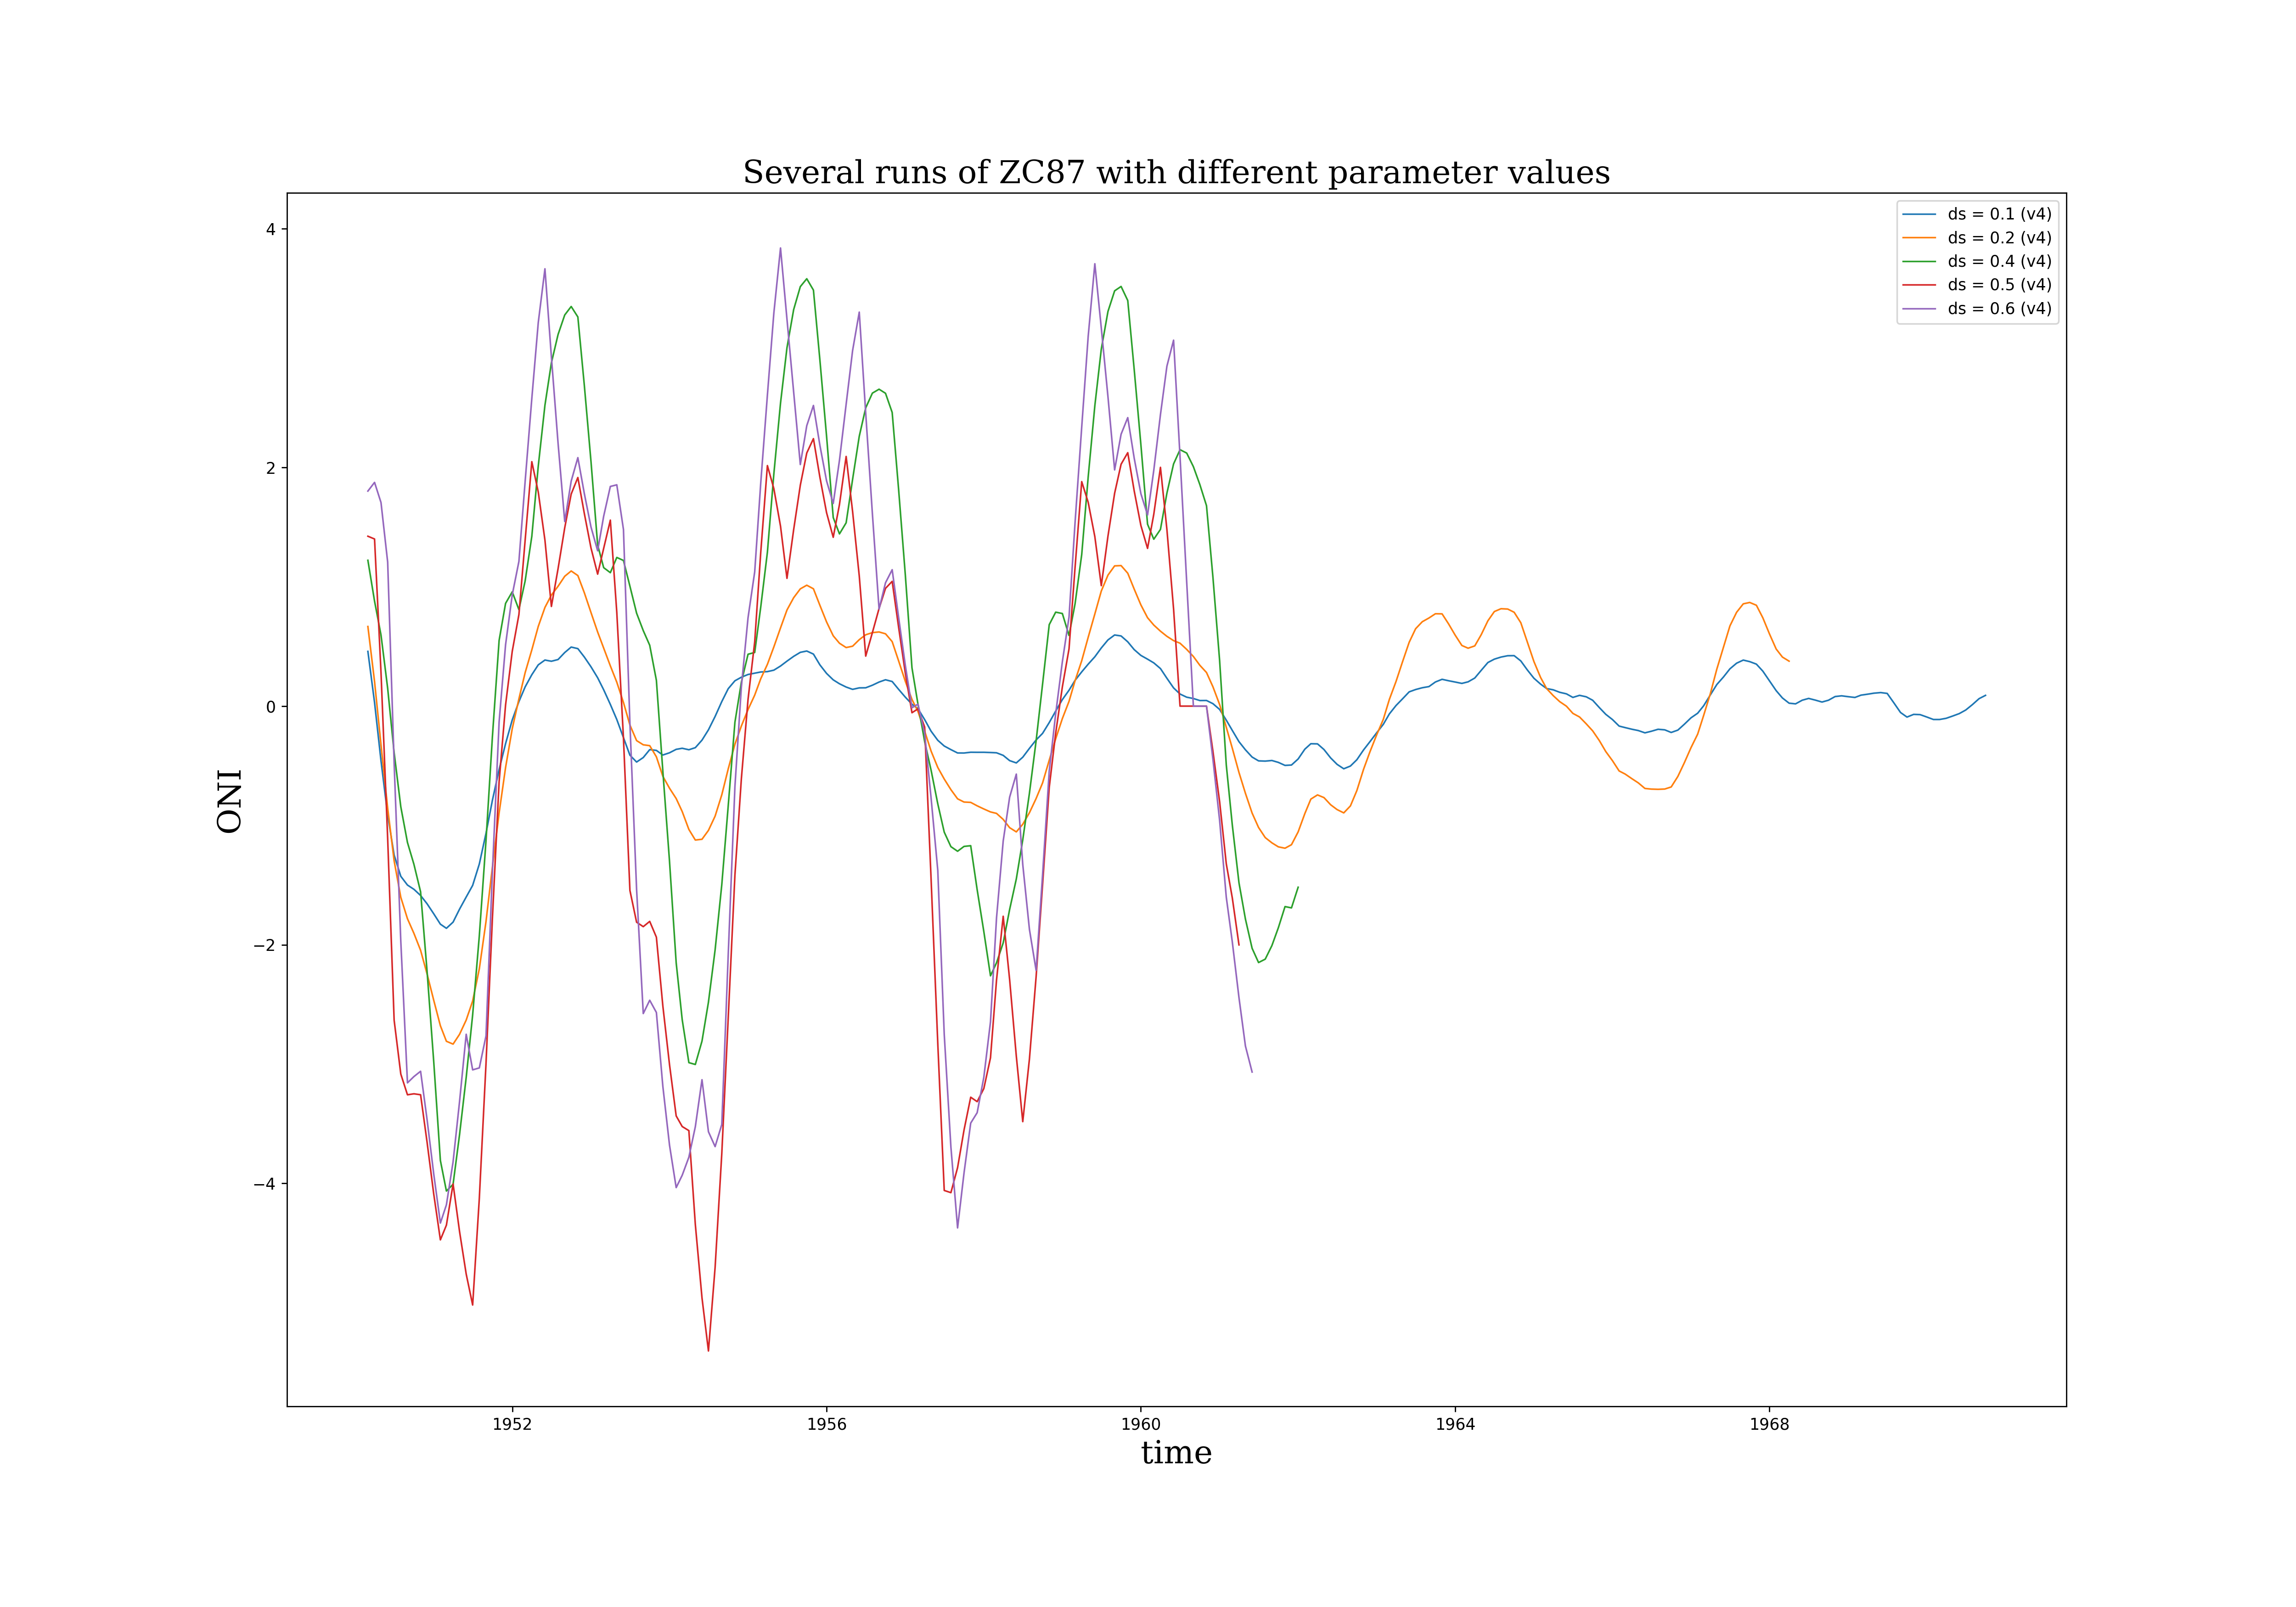 Several runs of ZC87 with different parameter values
ds = 0.1 (v4)
ds = 0.2 (v4)
ds = 0.4 (v4)
ds = 0.5 (v4)
ds = 0.6 (v4)
4
2
0
−2
−4
ONI
1952 1956 1960 1964 1968
time